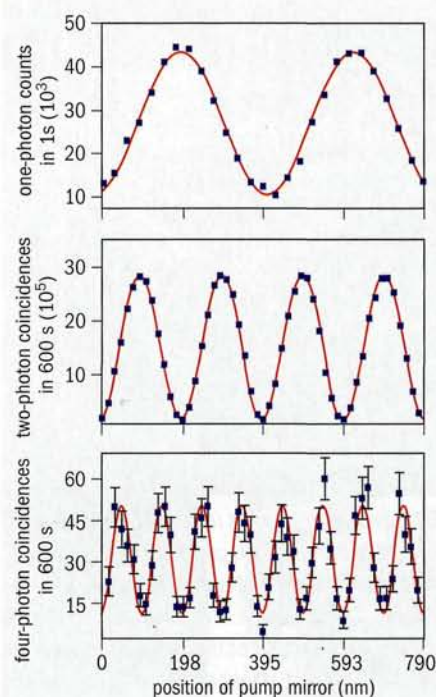 one-photon counts
in 1s (10³)
50
40
30
20
10
two-photon coincidences
in 600 s (10⁵)
30
20
10
four-photon coincidences
in 600 s
60
45
30
15
0 198 395 593 790
position of pump mirror (nm)